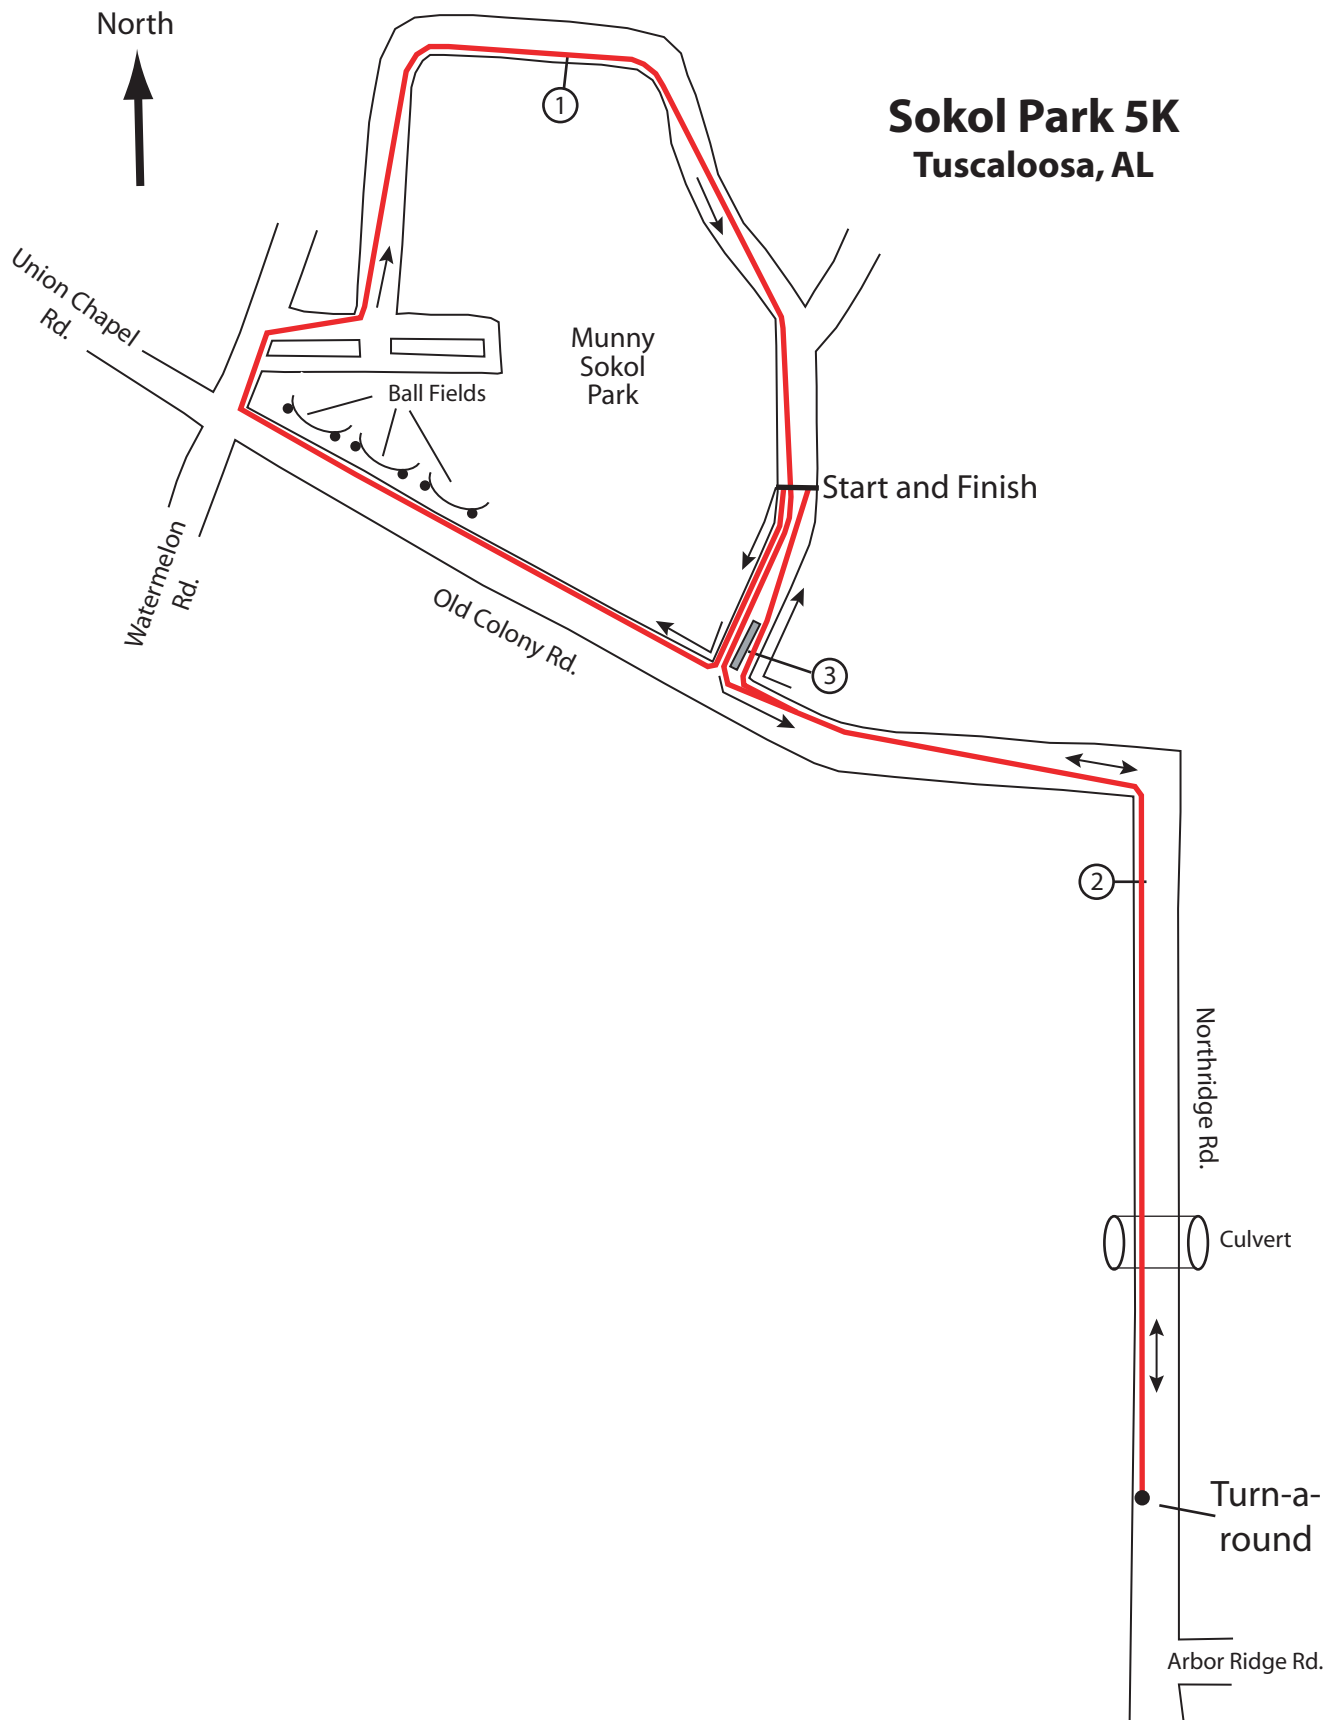 North
Sokol Park 5K
Tuscaloosa, AL
1
Union Chapel
Rd.
Munny
Sokol
Park
Ball Fields
Start and Finish
Watermelon
Rd.
Old Colony Rd.
3
2
Northridge Rd.
Culvert
Turn-a-
round
Arbor Ridge Rd.